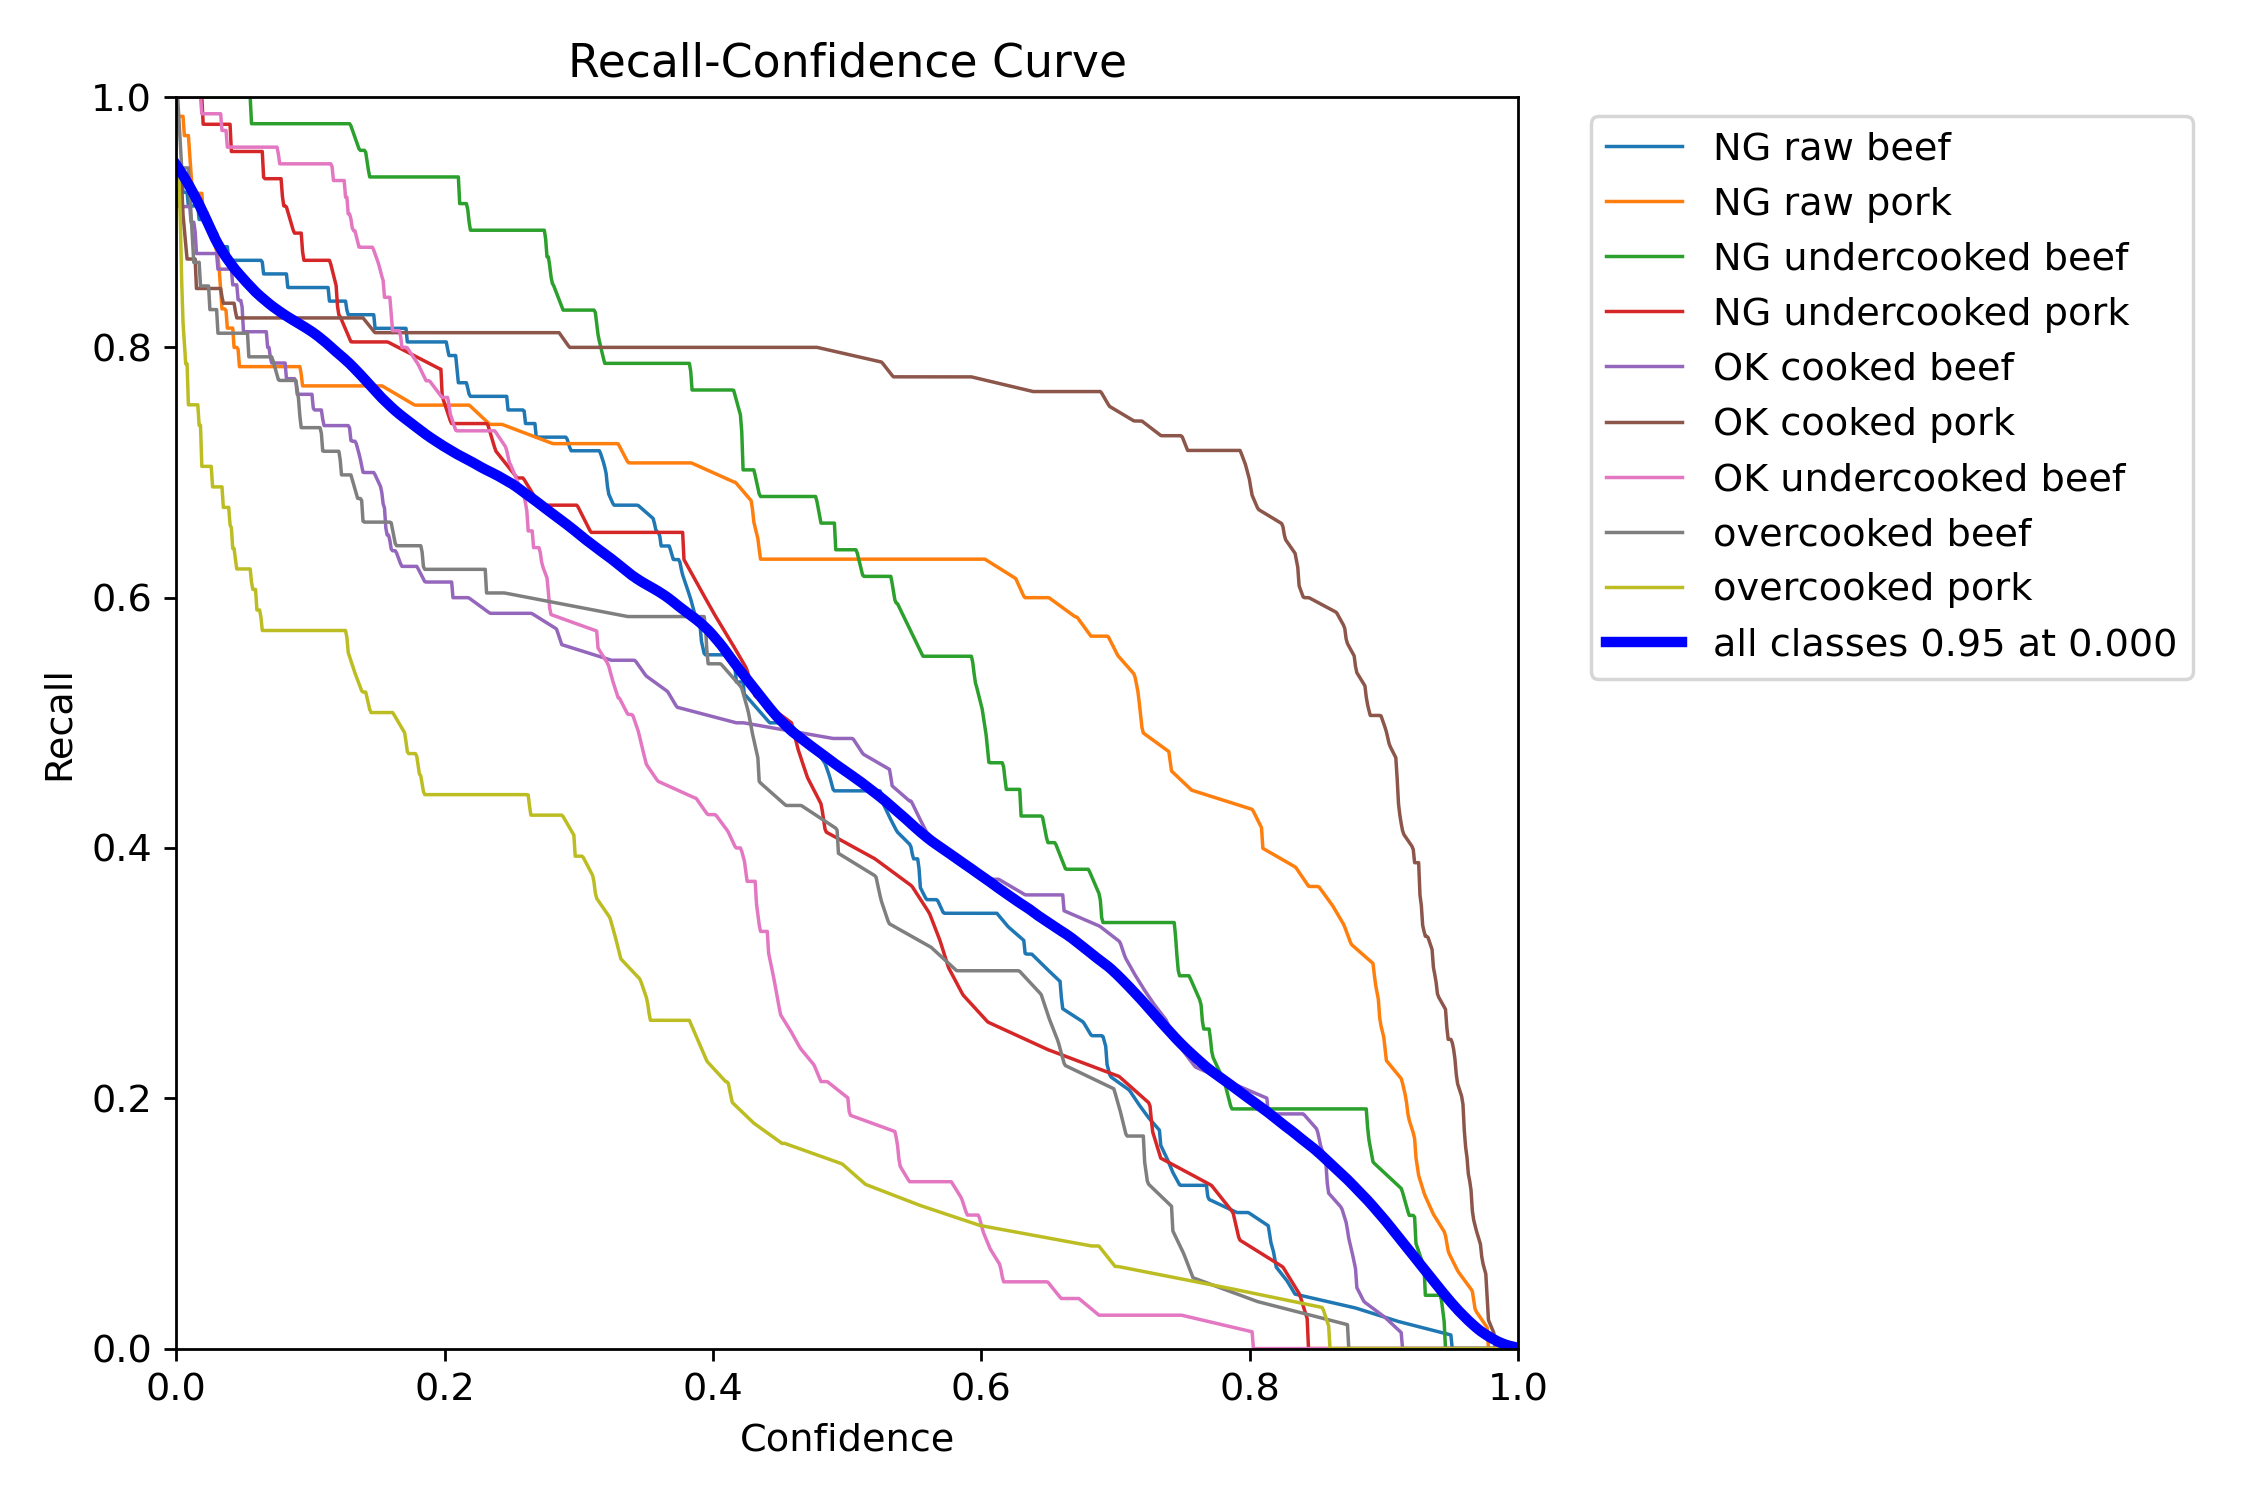 Recall-Confidence Curve
1.0
0.8
0.6
0.4
0.2
0.0
Recall
0.0 0.2 0.4 0.6 0.8 1.0
Confidence
NG raw beef
NG raw pork
NG undercooked beef
NG undercooked pork
OK cooked beef
OK cooked pork
OK undercooked beef
overcooked beef
overcooked pork
all classes 0.95 at 0.000